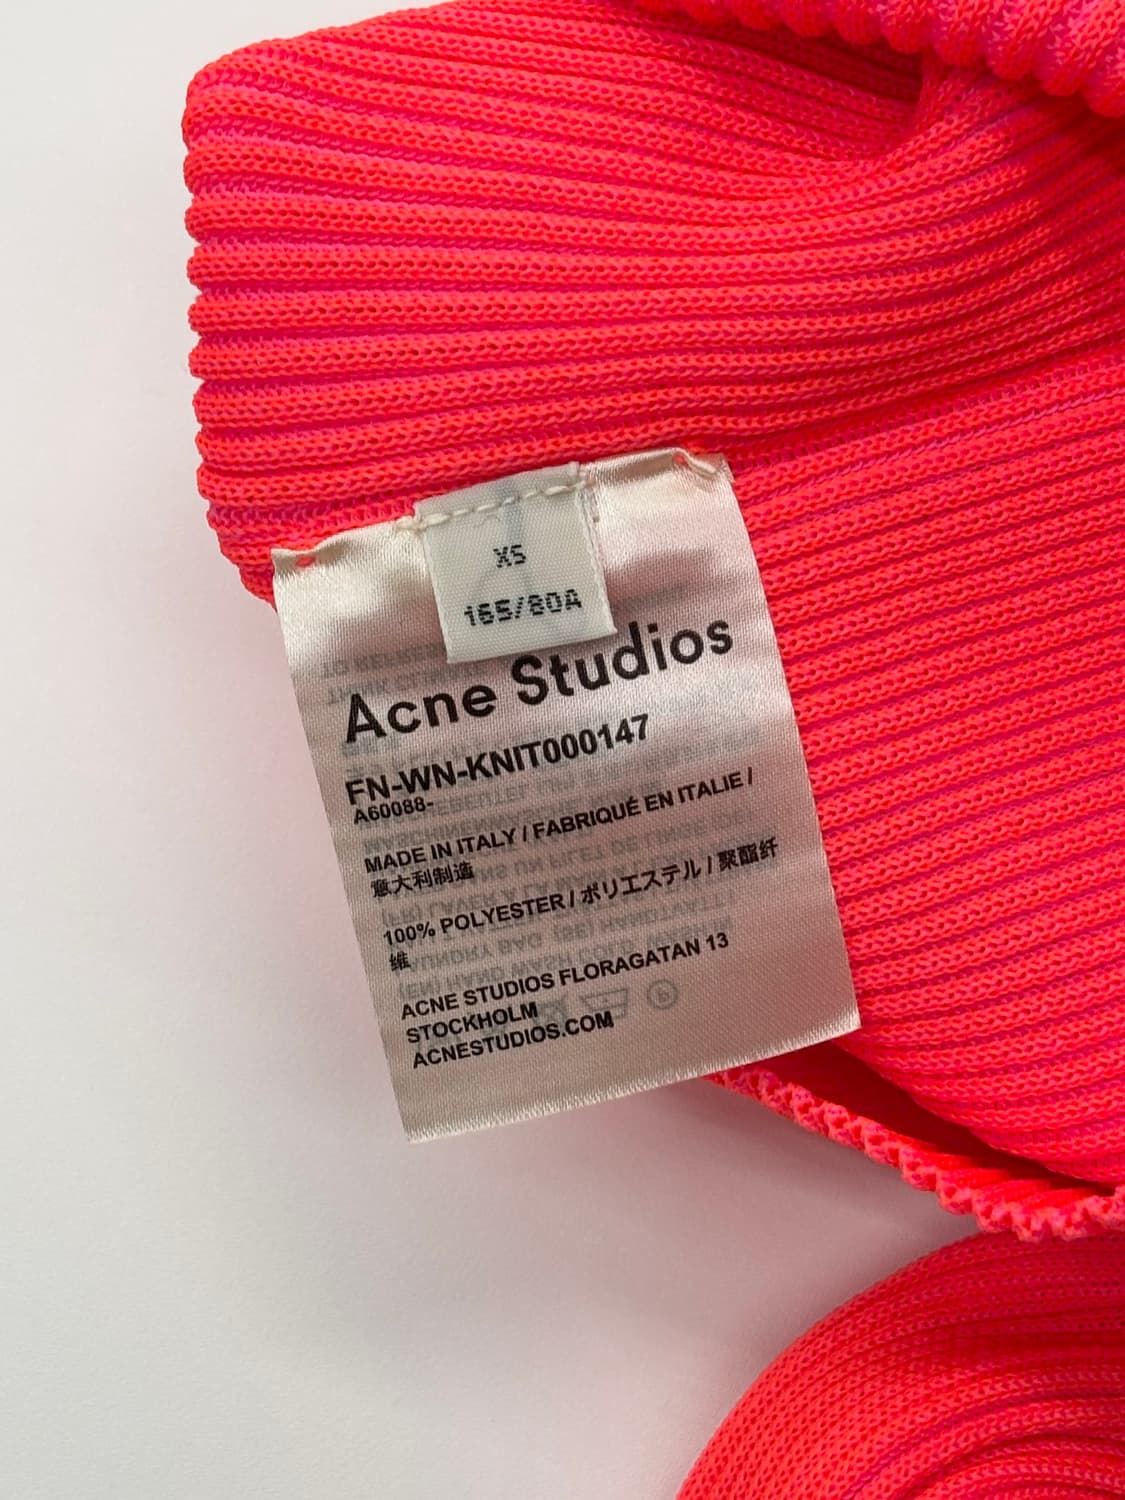 XS
165/80A
Acne Studios
FN-WN-KNIT000147
A60088-
MADE IN ITALY / FABRIQUÉ EN ITALIE /
意大利制造
100% POLYESTER / ポリエステル / 聚酯纤
维
ACNE STUDIOS FLORAGATAN 13
STOCKHOLM
ACNESTUDIOS.COM